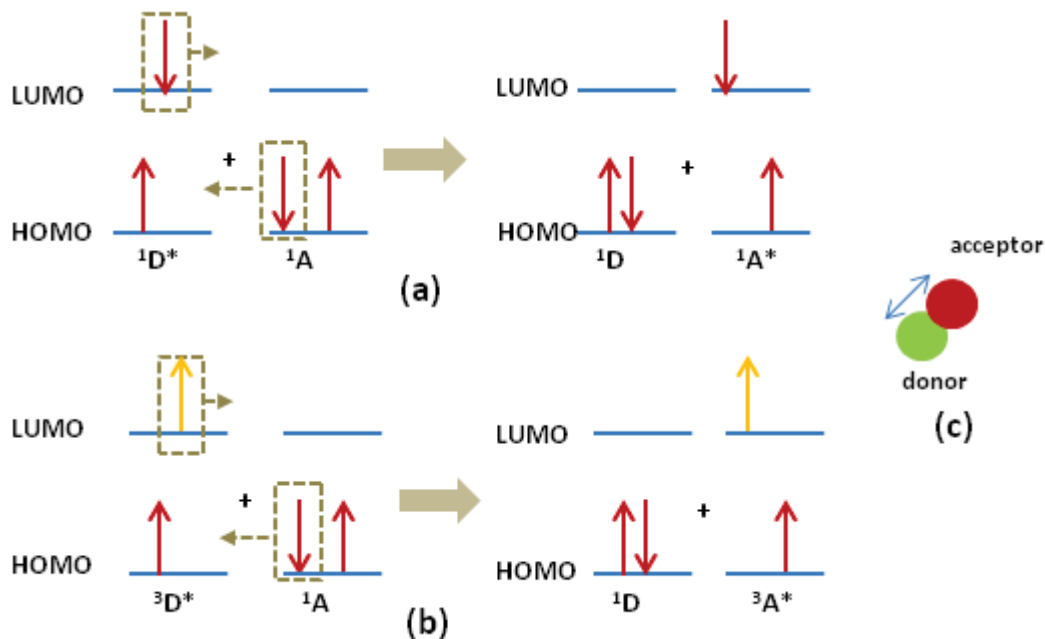 LUMO
LUMO
+
+
HOMO
HOMO
¹D*
¹A
¹D
¹A*
(a)
acceptor
donor
(c)
LUMO
LUMO
+
+
HOMO
HOMO
³D*
¹A
¹D
³A*
(b)